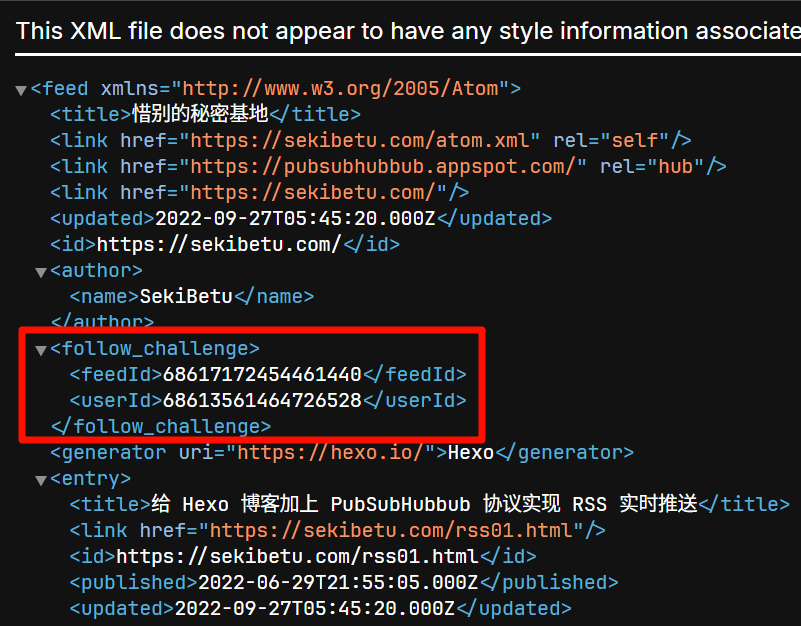 This XML file does not appear to have any style information associate
▼<feed xmlns="http://www.w3.org/2005/Atom">
<title>惜别的秘密基地</title>
<link href="https://sekibetu.com/atom.xml" rel="self"/>
<link href="https://pubsubhubbub.appspot.com/" rel="hub"/>
<link href="https://sekibetu.com/"/>
<updated>2022-09-27T05:45:20.000Z</updated>
<id>https://sekibetu.com/</id>
▼<author>
<name>SekiBetu</name>
</author>
▼<follow_challenge>
<feedId>68617172454461440</feedId>
<userId>68613561464726528</userId>
</follow_challenge>
<generator uri="https://hexo.io/">Hexo</generator>
▼<entry>
<title>给 Hexo 博客加上 PubSubHubbub 协议实现 RSS 实时推送</title>
<link href="https://sekibetu.com/rss01.html"/>
<id>https://sekibetu.com/rss01.html</id>
<published>2022-06-29T21:55:05.000Z</published>
<updated>2022-09-27T05:45:20.000Z</updated>